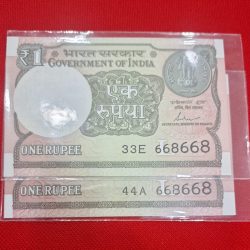 ₹1 भारत सरकार
GOVERNMENT OF INDIA
एक
रुपया
ONE RUPEE 33E 668668
ONE RUPEE 44A 668668